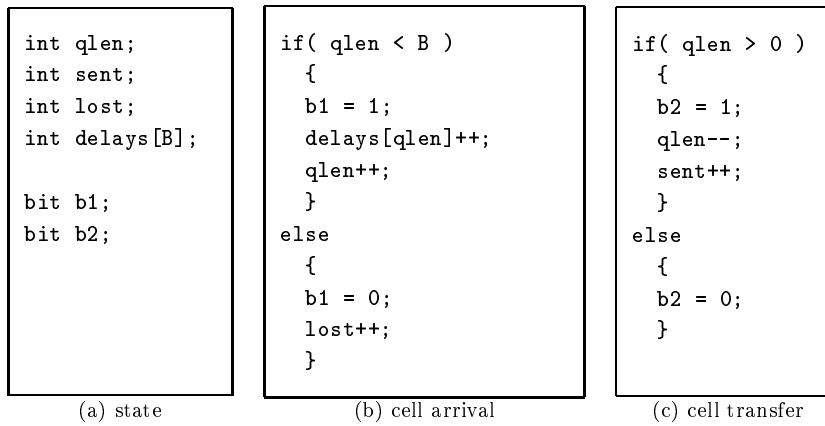 int qlen;
int sent;
int lost;
int delays[B];
bit b1;
bit b2;
(a) state
if( qlen < B )
{
b1 = 1;
delays[qlen]++;
qlen++;
}
else
{
b1 = 0;
lost++;
}
(b) cell arrival
if( qlen > 0 )
{
b2 = 1;
qlen--;
sent++;
}
else
{
b2 = 0;
}
(c) cell transfer